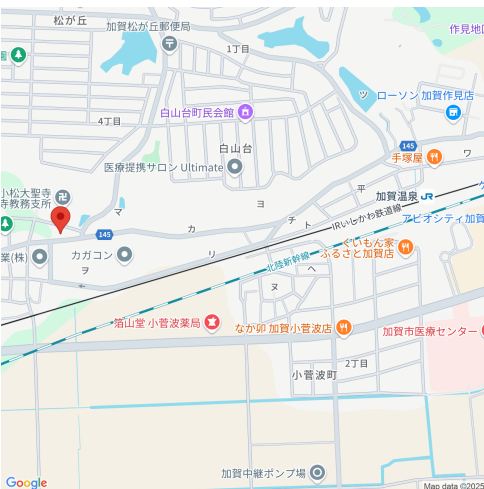 松が丘
加賀松が丘郵便局
作見地区
1丁目
園
ツ
ローソン 加賀作見店
白山台町民会館
4丁目
白山台
145
手塚屋
ワ
医療提携サロン Ultimate
小松大聖寺
寺教務支所
平
加賀温泉
JR
ケ
マ
ヨ
チ
ト
IRいしかわ鉄道線
アビオシティ加賀
145
カ
くいもん家
ふるさと加賀店
業(株)
カガコン
リ
ヲ
北陸新幹線
ヘ
ヌ
箔山堂 小菅波薬局
なか卯 加賀小菅波店
加賀市医療センター
2丁目
小菅波町
加賀中継ポンプ場
Google
Map data ©2025